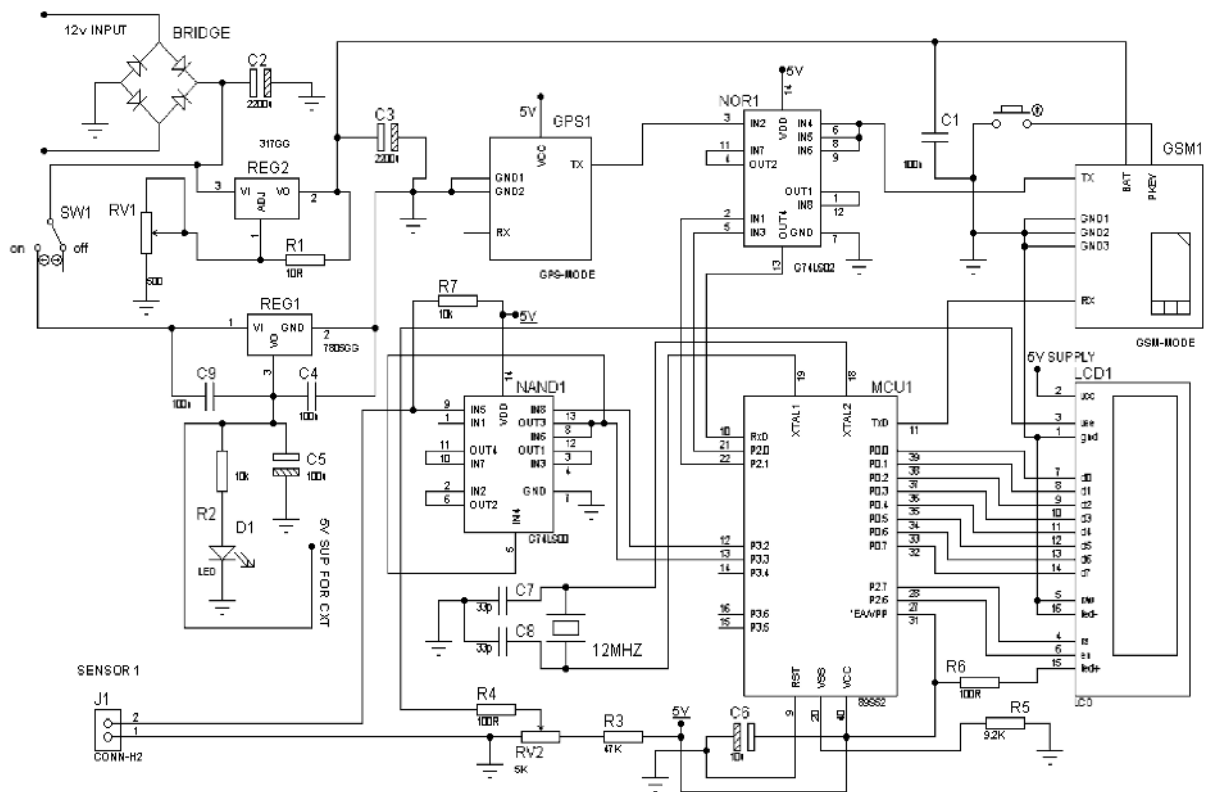 12v INPUT
BRIDGE
C2
2200u
317GG
REG2
3
VI
VO
2
ADJ
1
RV1
500
R1
10R
SW1
on
off
C3
2200u
5V
GPS1
VCC
TX
GND1
GND2
RX
GPS-MODE
REG1
1
VI
GND
2
VO
7805GG
3
C9
100n
C4
100n
10k
R2
D1
LED
C5
100u
5V SUP FOR CXT
R7
10k
5V
14
NAND1
VDD
9
IN5
1
IN1
11
OUT4
10
IN7
2
IN2
6
OUT2
IN8
13
OUT3
IN6
8
OUT1
12
IN3
3
4
GND
7
IN4
5
C74LS00
5V
14
NOR1
VDD
3
IN2
11
IN7
4
OUT2
2
IN1
5
IN3
IN4
6
IN5
8
IN6
9
OUT1
1
IN8
12
OUT4
GND
7
13
C74LS02
C1
100n
GSM1
BAT
PKEY
TX
GND1
GND2
GND3
RX
GSM-MODE
MCU1
19
18
XTAL1
XTAL2
10
RxD
21
P2.0
22
P2.1
12
P3.2
13
P3.3
14
P3.4
16
P3.6
15
P3.5
TxD
11
P0.0
39
P0.1
38
P0.2
37
P0.3
36
P0.4
35
P0.5
34
P0.6
33
P0.7
32
P2.7
28
P2.6
27
*EA/VPP
31
RST
VSS
VCC
9
20
40
89S52
5V SUPPLY
LCD1
2
vcc
3
vee
1
gnd
7
d0
8
d1
9
d2
10
d3
11
d4
12
d5
13
d6
14
d7
5
r/w
16
led-
4
rs
6
en
15
led+
LCD
R6
100R
R5
9.2K
C7
33p
C8
33p
12MHZ
SENSOR 1
J1
2
1
CONN-H2
R4
100R
RV2
5K
R3
47K
5V
C6
10u